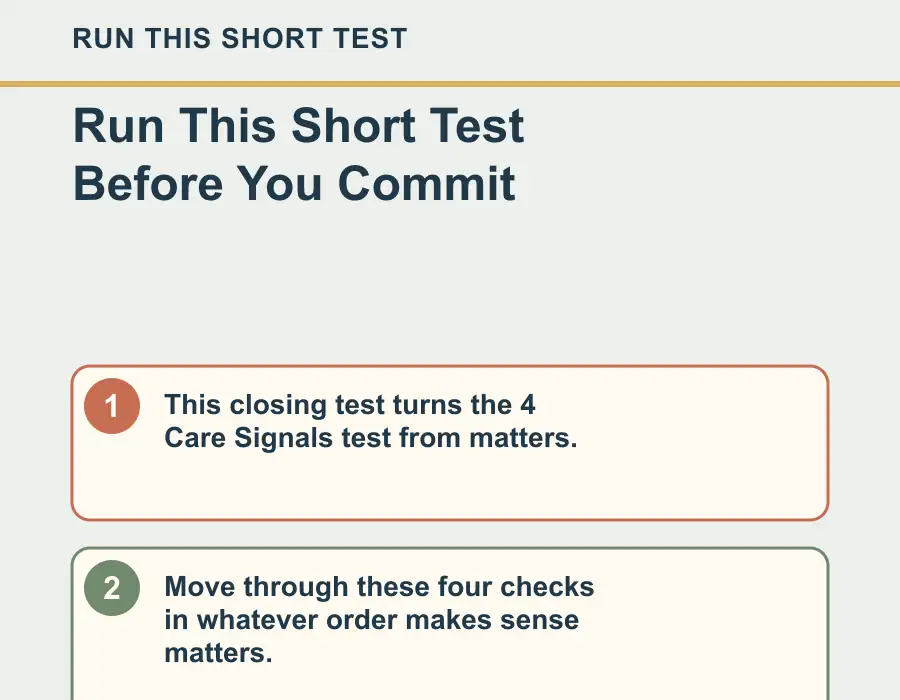 RUN THIS SHORT TEST
Run This Short Test
Before You Commit
1
This closing test turns the 4
Care Signals test from matters.
2
Move through these four checks
in whatever order makes sense
matters.